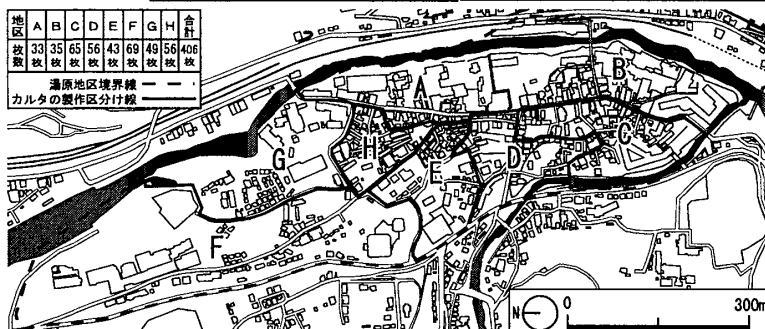 地区 A B C D E F G H 合計
枚数 33枚 35枚 65枚 56枚 43枚 69枚 49枚 56枚 406枚
湯原地区境界線
カルタの製作区分け線
A
B
C
D
E
F
G
H
N 0 300m